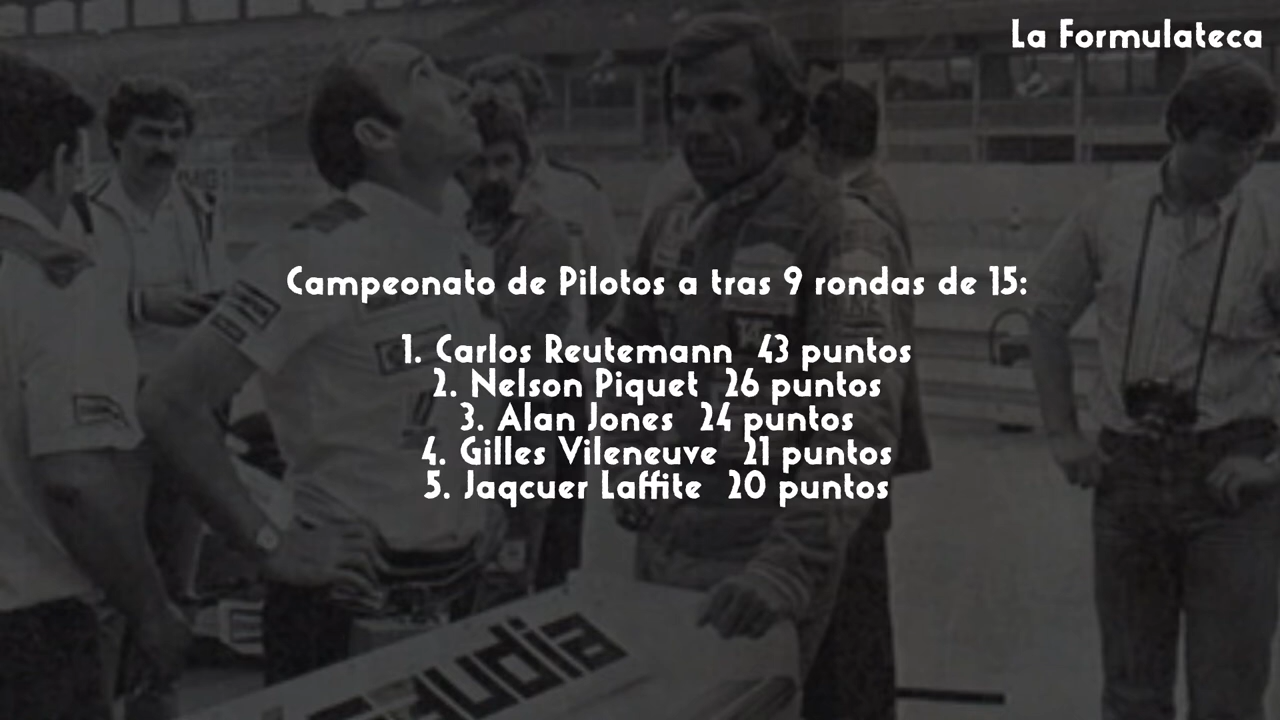 La Formulateca
Campeonato de Pilotos a tras 9 rondas de 15:
1. Carlos Reutemann 43 puntos
2. Nelson Piquet 26 puntos
3. Alan Jones 24 puntos
4. Gilles Vileneuve 21 puntos
5. Jaqcuer Laffite 20 puntos
audia